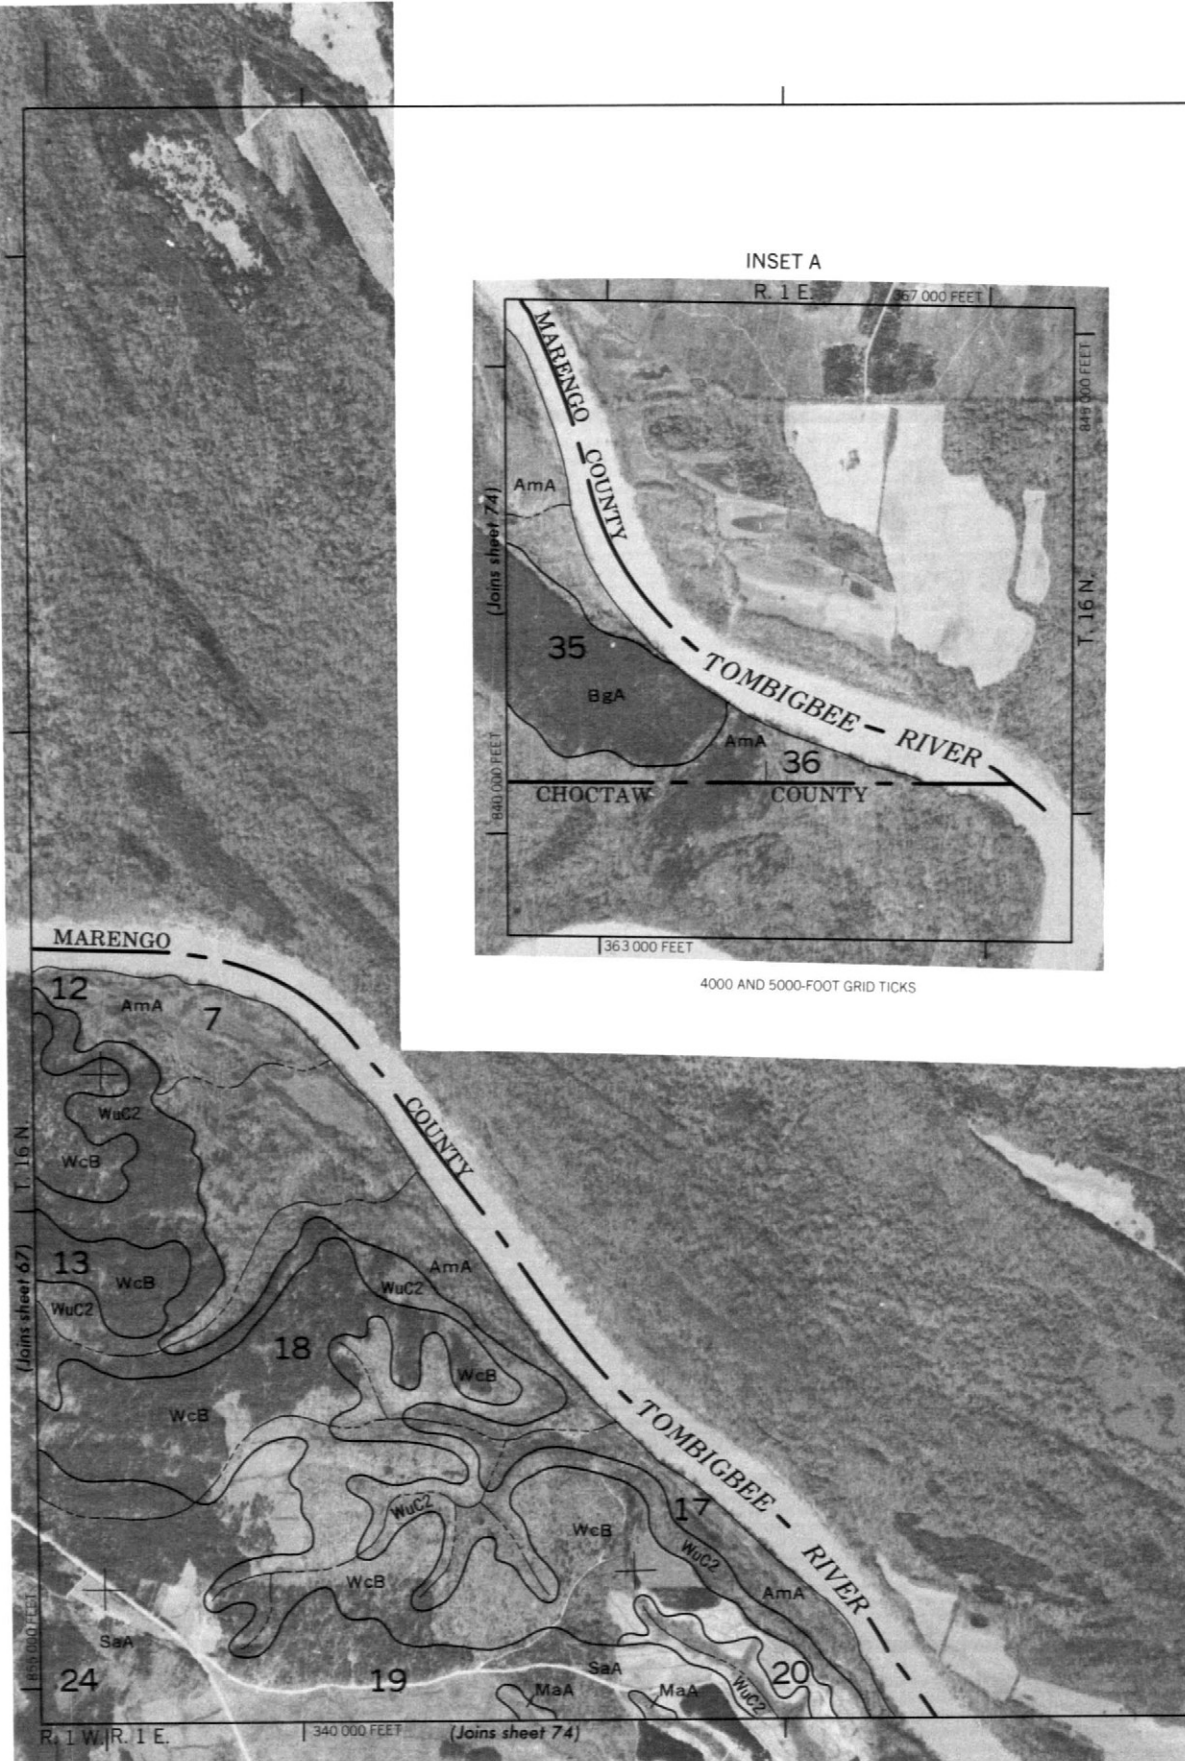 INSET A
R. 1 E.
367 000 FEET
MARENGO
COUNTY
848 000 FEET
AmA
(Joins sheet 74)
T. 16 N.
35
BgA
TOMBIGBEE RIVER
AmA
36
840 000 FEET
CHOCTAW COUNTY
363 000 FEET
4000 AND 5000-FOOT GRID TICKS
MARENGO
12
AmA
7
WuC2
COUNTY
T. 16 N.
WcB
(Joins sheet 67)
13
WcB
AmA
WuC2
WuC2
18
WcB
WcB
TOMBIGBEE RIVER
WuC2
17
WcB
WuC2
WcB
AmA
855 000 FEET
SaA
24
19
SaA
20
MaA
MaA
WuC2
R. 1 W. R. 1 E.
340 000 FEET
(Joins sheet 74)